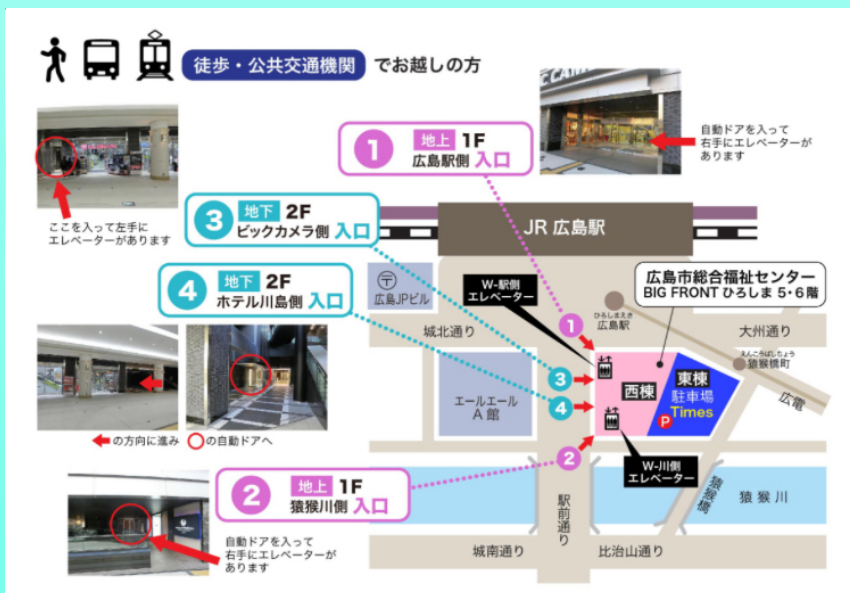 徒歩・公共交通機関 でお越しの方
1 地上 1F
広島駅側 入口
自動ドアを入って
右手にエレベーターが
あります
ここを入って左手に
エレベーターがあります
3 地下 2F
ビックカメラ側 入口
4 地下 2F
ホテル川島側 入口
←の方向に進み ○の自動ドアへ
2 地上 1F
猿猴川側 入口
自動ドアを入って
右手にエレベーターが
あります
JR 広島駅
広島市総合福祉センター
BIG FRONT ひろしま 5・6階
〒
広島JPビル
W-駅側
エレベーター
ひろしまえき
広島駅
城北通り
大州通り
えんこうばしちょう
猿猴橋町
広電
1
3
4
2
エールエール
A館
西棟
東棟
駐車場
Times
P
W-川側
エレベーター
駅前通り
猿猴橋
猿猴川
城南通り
比治山通り